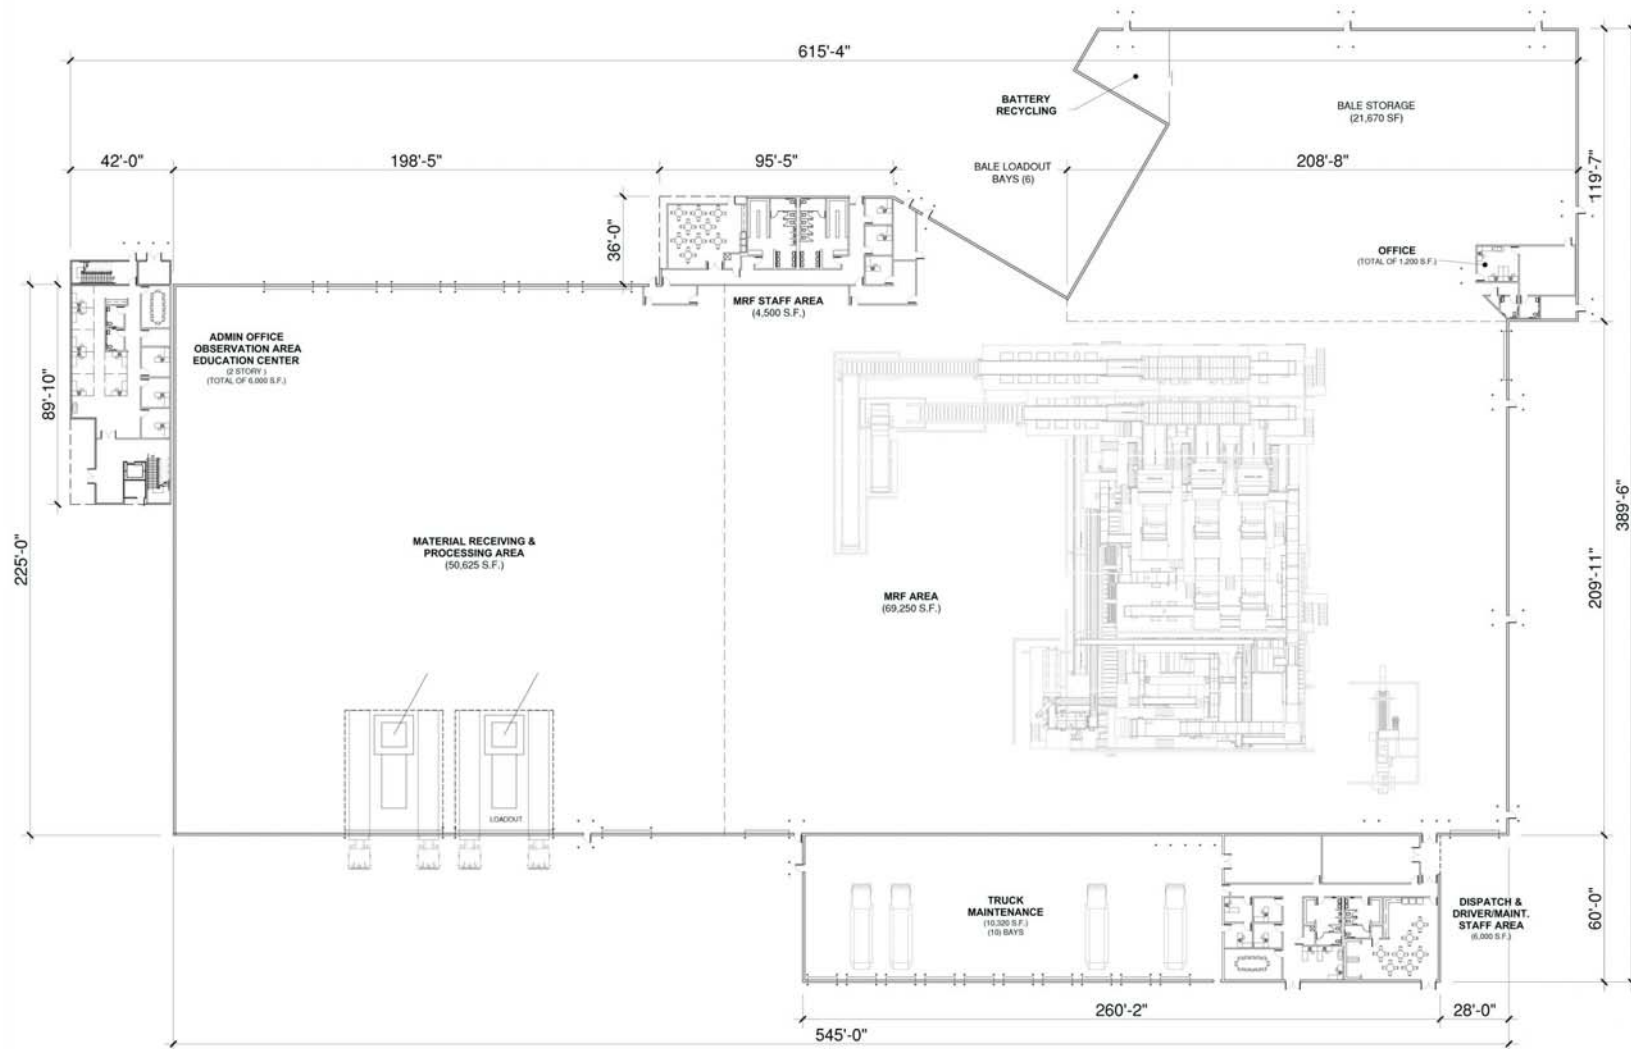 615'-4"
BATTERY
RECYCLING
BALE STORAGE
(21,670 SF)
42'-0"
198'-5"
95'-5"
BALE LOADOUT
BAYS (6)
208'-8"
119'-7"
36'-0"
OFFICE
(TOTAL OF 1,200 S.F.)
MRF STAFF AREA
(4,500 S.F.)
ADMIN OFFICE
OBSERVATION AREA
EDUCATION CENTER
(2 STORY )
(TOTAL OF 6,000 S.F.)
89'-10"
225'-0"
MATERIAL RECEIVING &
PROCESSING AREA
(50,625 S.F.)
MRF AREA
(69,250 S.F.)
389'-6"
209'-11"
LOADOUT
TRUCK
MAINTENANCE
(10,320 S.F.)
(10) BAYS
DISPATCH &
DRIVER/MAINT.
STAFF AREA
(6,000 S.F.)
60'-0"
260'-2"
28'-0"
545'-0"